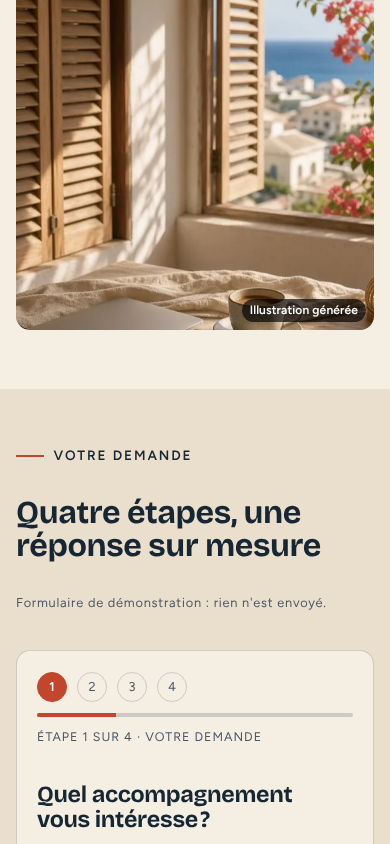 Illustration générée
VOTRE DEMANDE
Quatre étapes, une
réponse sur mesure
Formulaire de démonstration : rien n'est envoyé.
1 2 3 4
ÉTAPE 1 SUR 4 · VOTRE DEMANDE
Quel accompagnement
vous intéresse ?